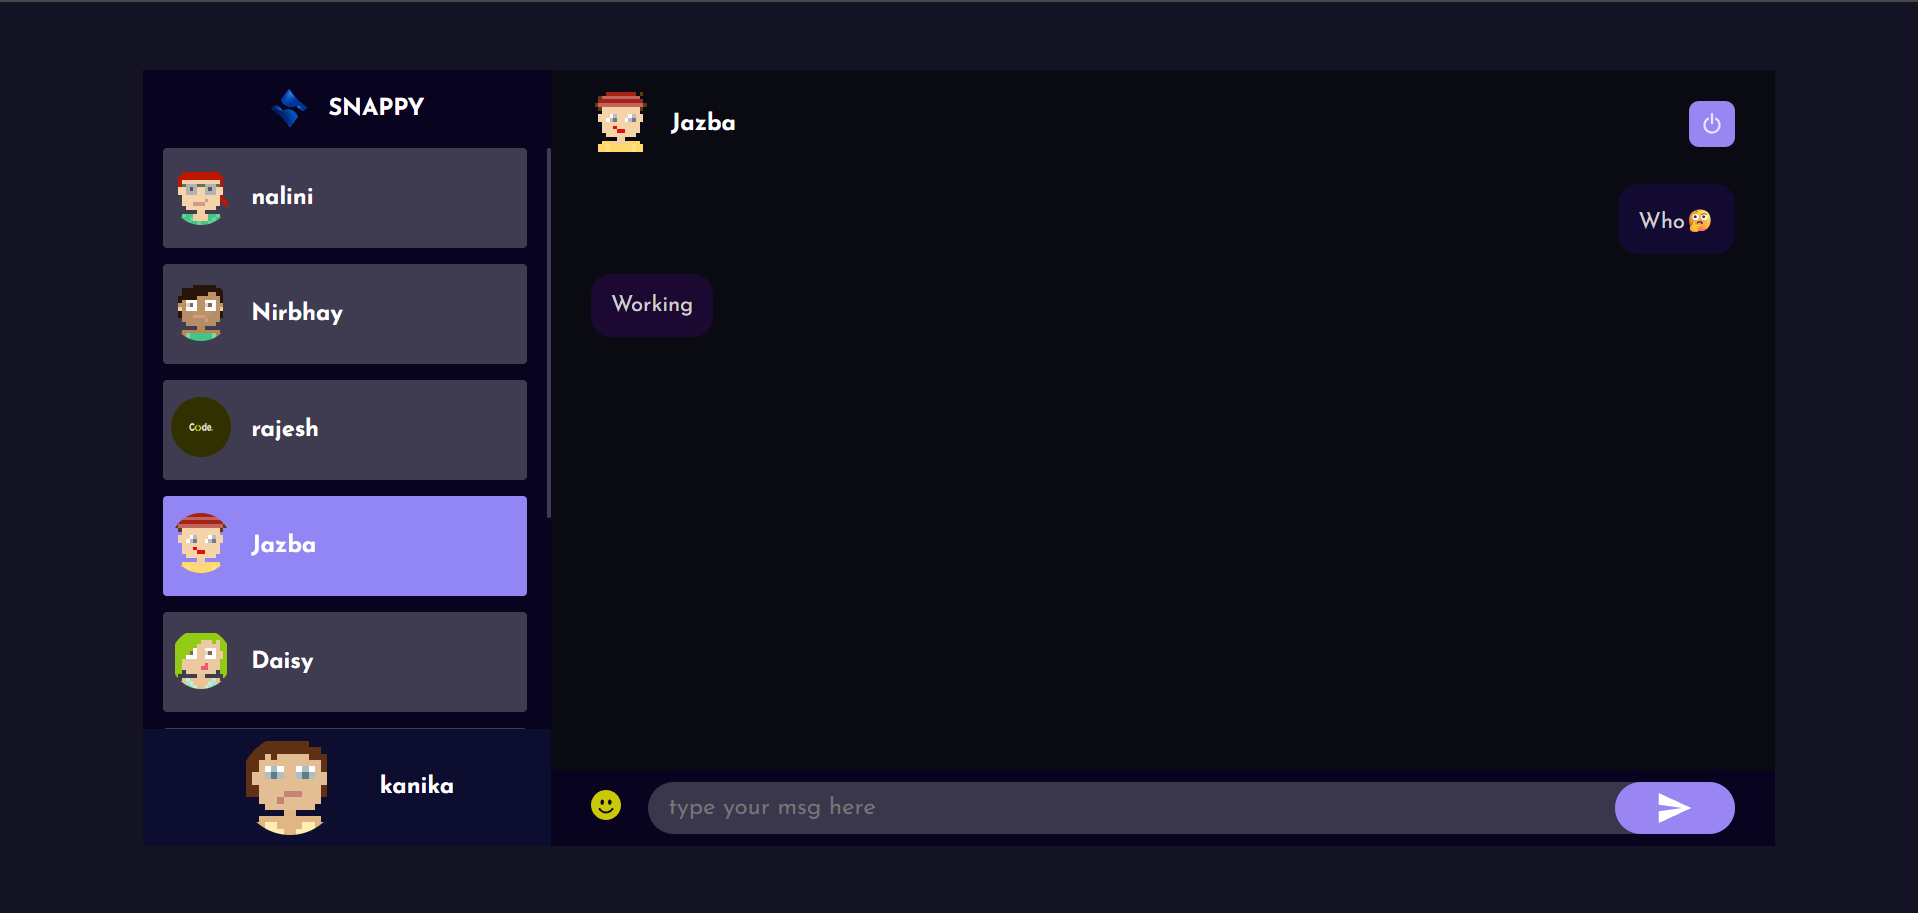 SNAPPY
nalini
Nirbhay
Code.
rajesh
Jazba
Daisy
kanika
Jazba
Who🤔
Working
type your msg here